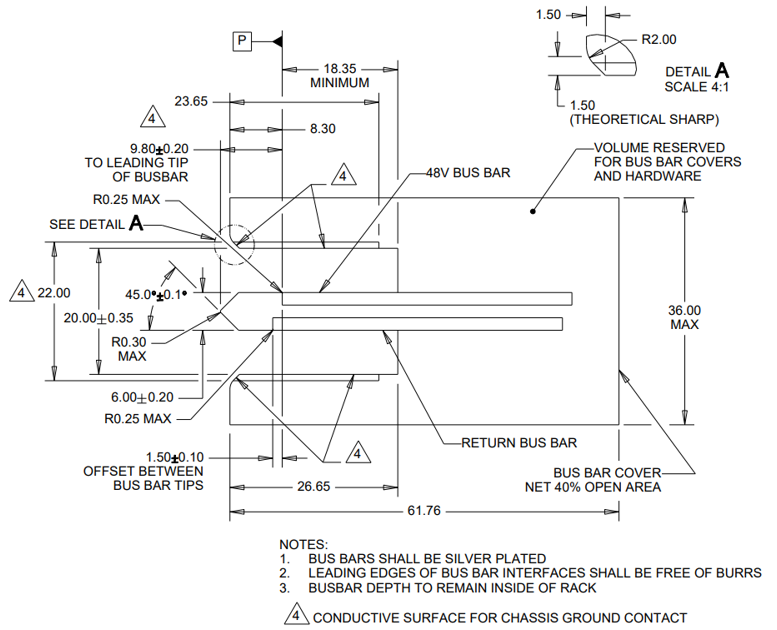 1.50
R2.00
P
DETAIL A
SCALE 4:1
18.35
MINIMUM
23.65
1.50
(THEORETICAL SHARP)
4
8.30
9.80±0.20
TO LEADING TIP
OF BUSBAR
VOLUME RESERVED
FOR BUS BAR COVERS
AND HARDWARE
4
48V BUS BAR
R0.25 MAX
SEE DETAIL A
4
22.00
45.0°±0.1°
20.00±0.35
36.00
MAX
R0.30
MAX
6.00±0.20
R0.25 MAX
RETURN BUS BAR
4
1.50±0.10
OFFSET BETWEEN
BUS BAR TIPS
BUS BAR COVER
NET 40% OPEN AREA
26.65
61.76
NOTES:
1. BUS BARS SHALL BE SILVER PLATED
2. LEADING EDGES OF BUS BAR INTERFACES SHALL BE FREE OF BURRS
3. BUSBAR DEPTH TO REMAIN INSIDE OF RACK
4 CONDUCTIVE SURFACE FOR CHASSIS GROUND CONTACT